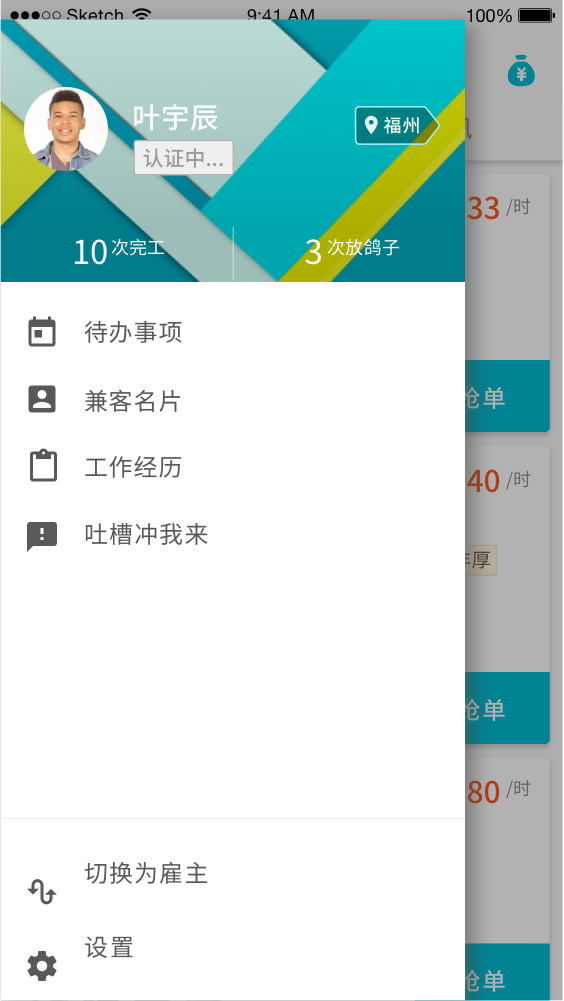 Sketch 9:41 AM 100%
叶宇辰
认证中...
福州
10次完工 3次放鸽子
待办事项
兼客名片
工作经历
吐槽冲我来
切换为雇主
设置
33 /时
抢单
40 /时
丰厚
抢单
80 /时
抢单